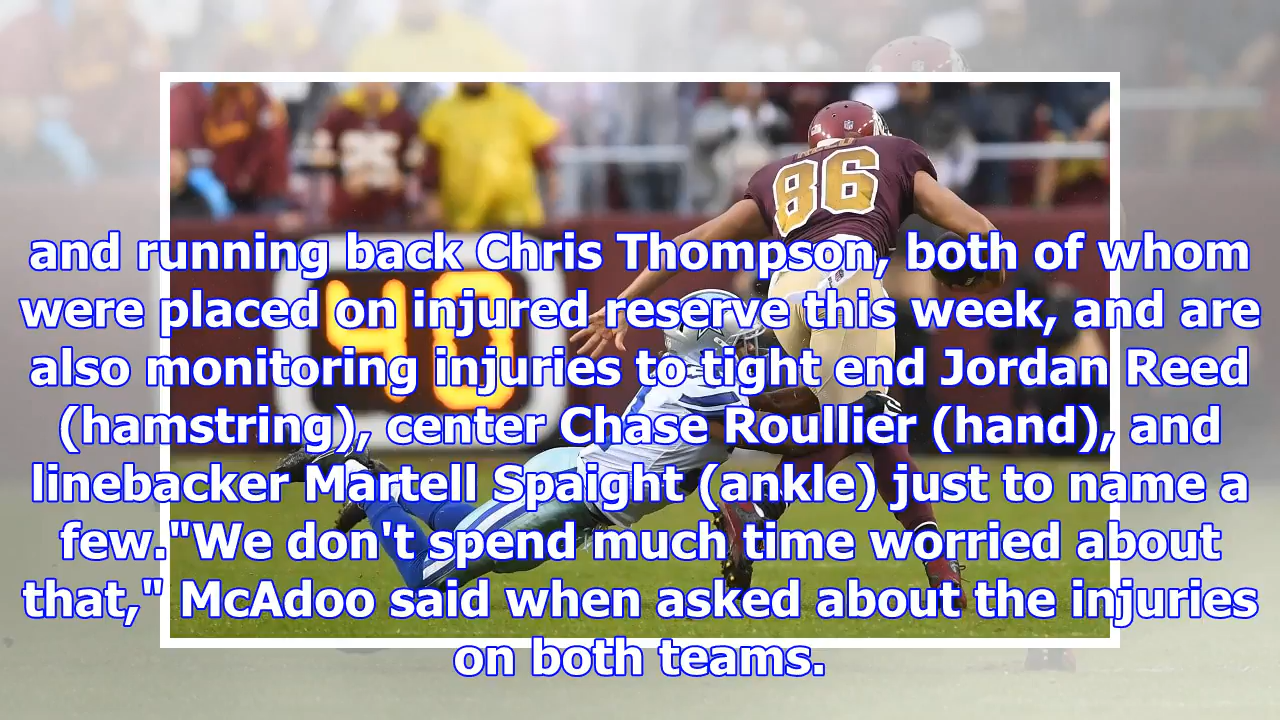 86
40
and running back Chris Thompson, both of whom
were placed on injured reserve this week, and are
also monitoring injuries to tight end Jordan Reed
(hamstring), center Chase Roullier (hand), and
linebacker Martell Spaight (ankle) just to name a
few."We don't spend much time worried about
that," McAdoo said when asked about the injuries
on both teams.